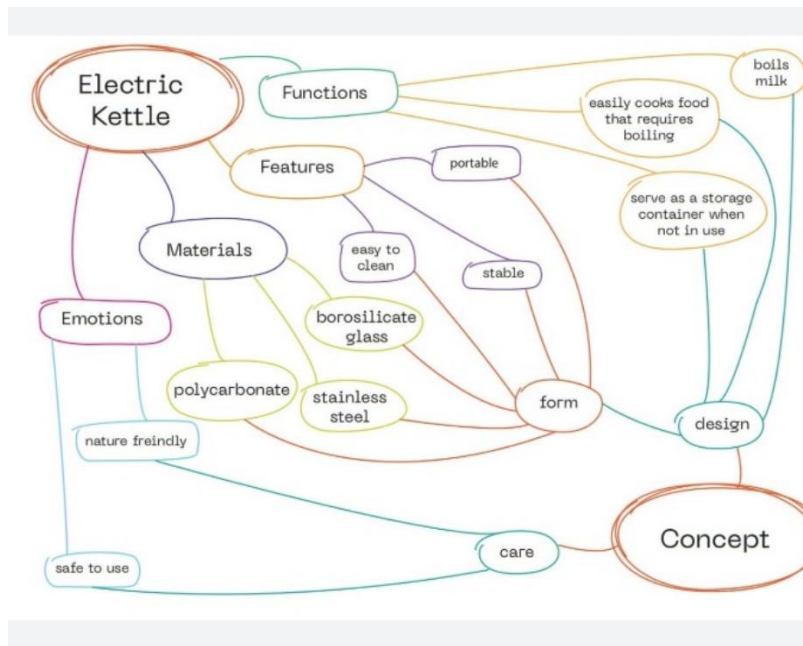 Electric
Kettle
Functions
boils
milk
easily cooks food
that requires
boiling
Features
portable
serve as a storage
container when
not in use
Materials
easy to
clean
stable
Emotions
borosilicate
glass
polycarbonate
stainless
steel
form
design
nature freindly
Concept
care
safe to use